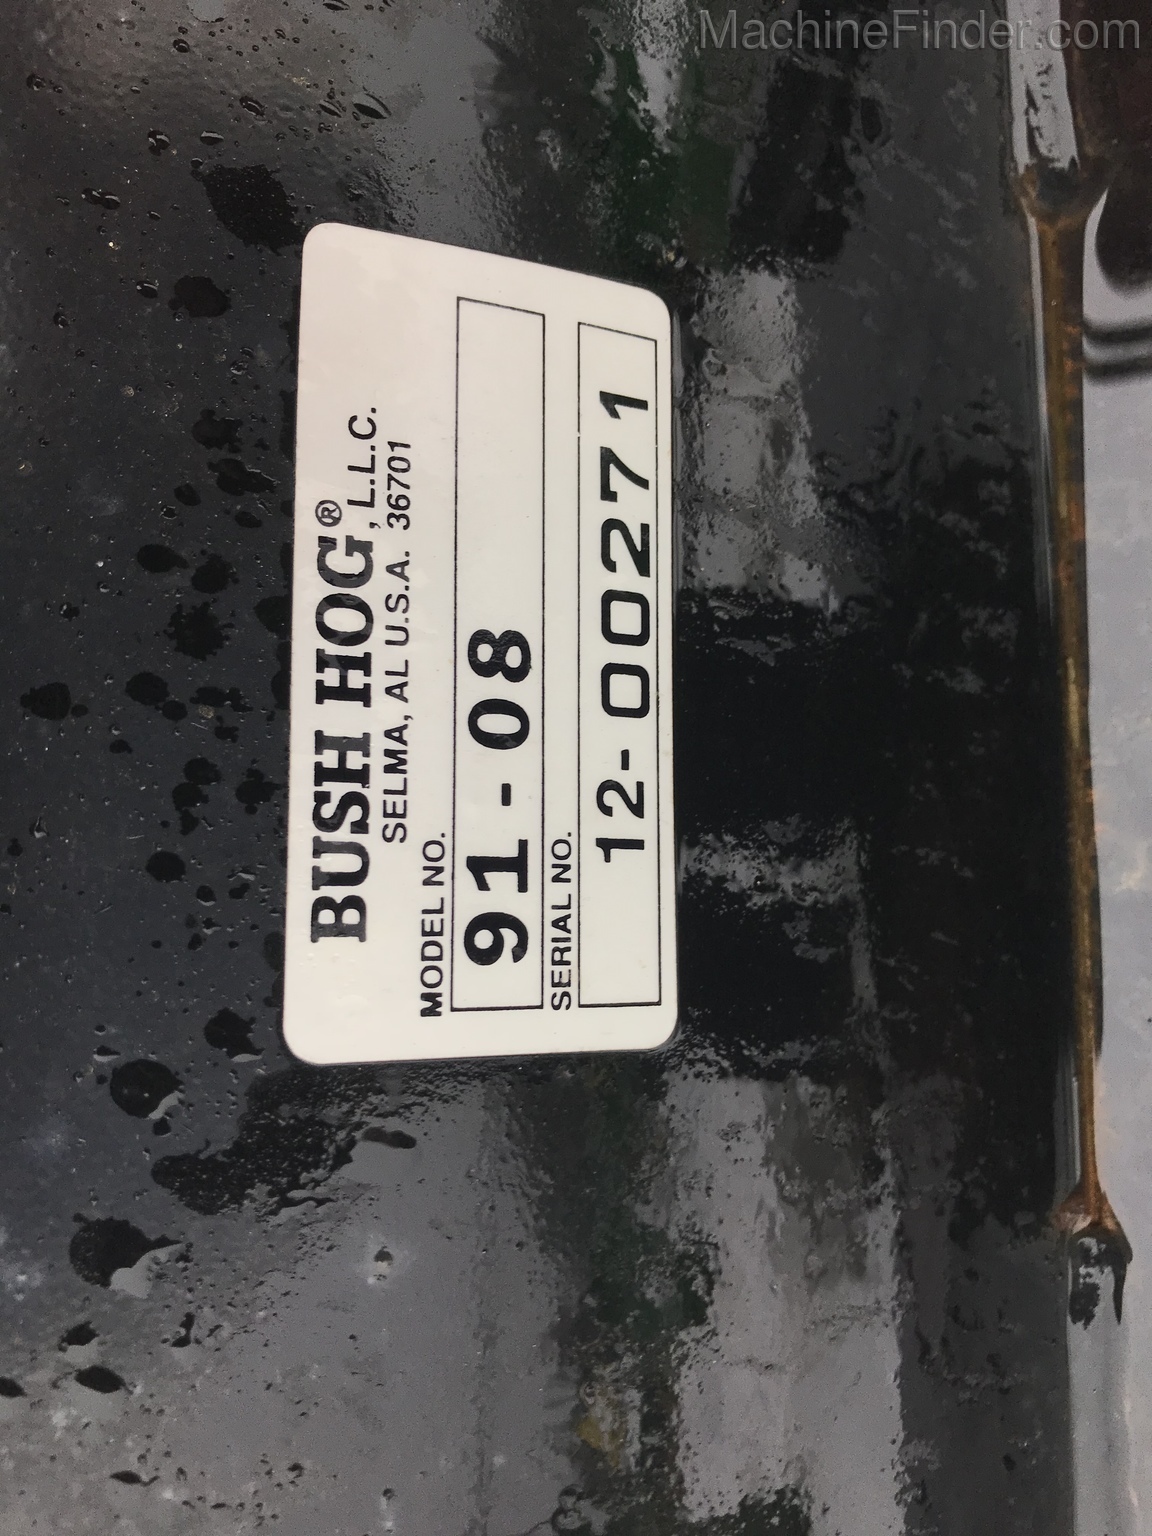 MachineFinder.com
BUSH HOG®, L.L.C.
SELMA, AL U.S.A. 36701
MODEL NO.
91-08
SERIAL NO.
12-00271